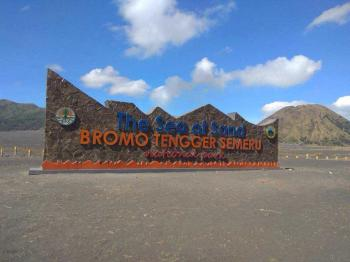 The Sea of Sand
BROMO TENGGER SEMERU